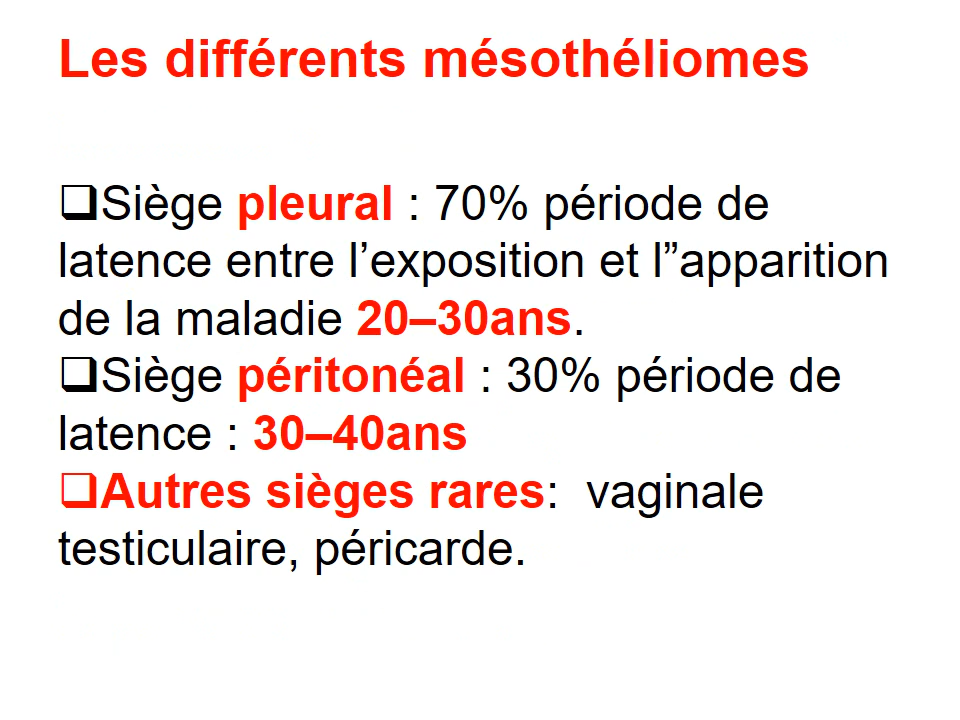 Les différents mésothéliomes
❑Siège pleural : 70% période de
latence entre l’exposition et l”apparition
de la maladie 20–30ans.
❑Siège péritonéal : 30% période de
latence : 30–40ans
❑Autres sièges rares:  vaginale
testiculaire, péricarde.